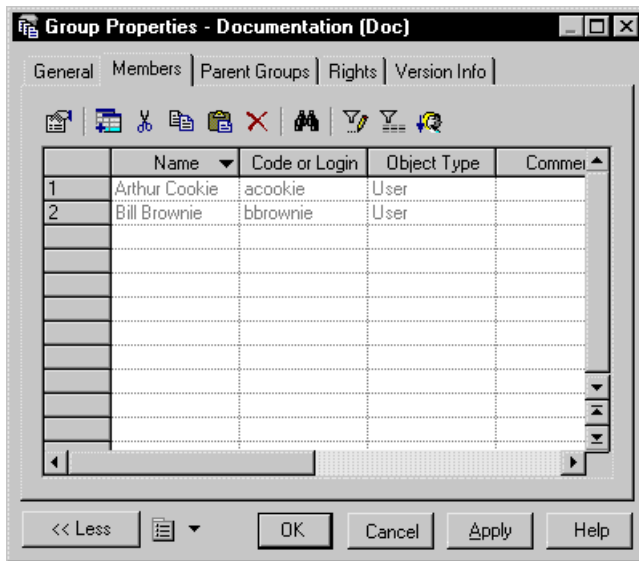 Group Properties - Documentation (Doc)
General Members Parent Groups Rights Version Info
Name Code or Login Object Type
1 Arthur Cookie acookie User
2 Bill Brownie bbrownie User
<< Less OK Cancel Apply Help